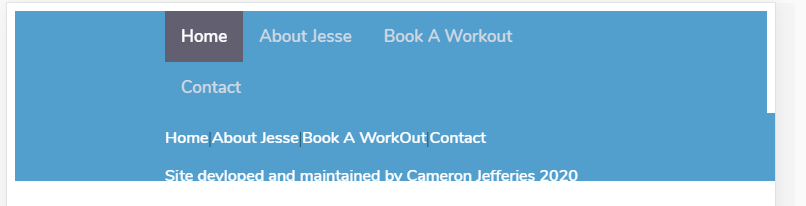 Home About Jesse Book A Workout
Contact
Home|About Jesse|Book A WorkOut|Contact
Site devloped and maintained by Cameron Jefferies 2020